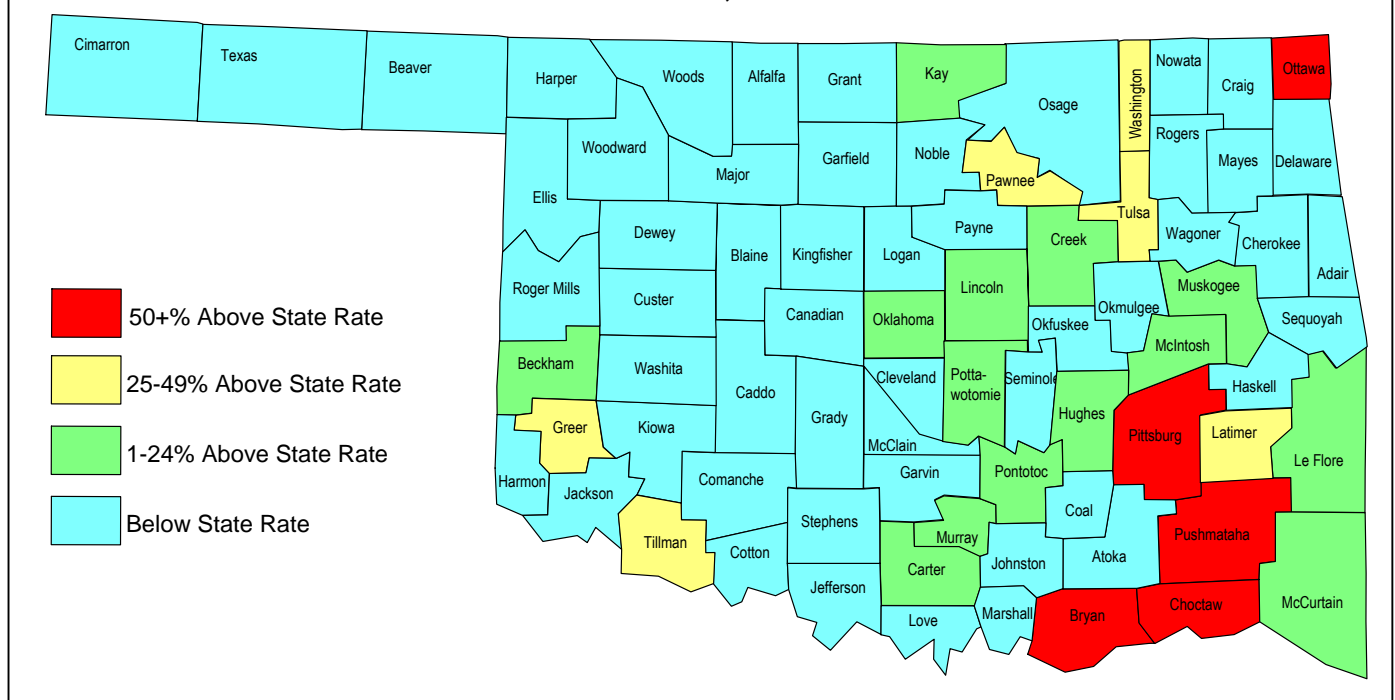 Cimarron
Texas
Beaver
Harper
Woods
Alfalfa
Grant
Kay
Osage
Washington
Nowata
Craig
Ottawa
Woodward
Major
Garfield
Noble
Pawnee
Rogers
Mayes
Delaware
Ellis
Dewey
Blaine
Kingfisher
Logan
Payne
Creek
Tulsa
Wagoner
Cherokee
Adair
Roger Mills
Custer
Canadian
Oklahoma
Lincoln
Okfuskee
Okmulgee
Muskogee
McIntosh
Sequoyah
50+% Above State Rate
Beckham
Washita
Caddo
Grady
Cleveland
Potta-
wotomie
Seminole
Hughes
Haskell
25-49% Above State Rate
Greer
Kiowa
McClain
Pittsburg
Latimer
Le Flore
1-24% Above State Rate
Harmon
Jackson
Comanche
Garvin
Pontotoc
Coal
Below State Rate
Tillman
Cotton
Stephens
Murray
Johnston
Atoka
Pushmataha
Jefferson
Carter
Love
Marshall
Bryan
Choctaw
McCurtain